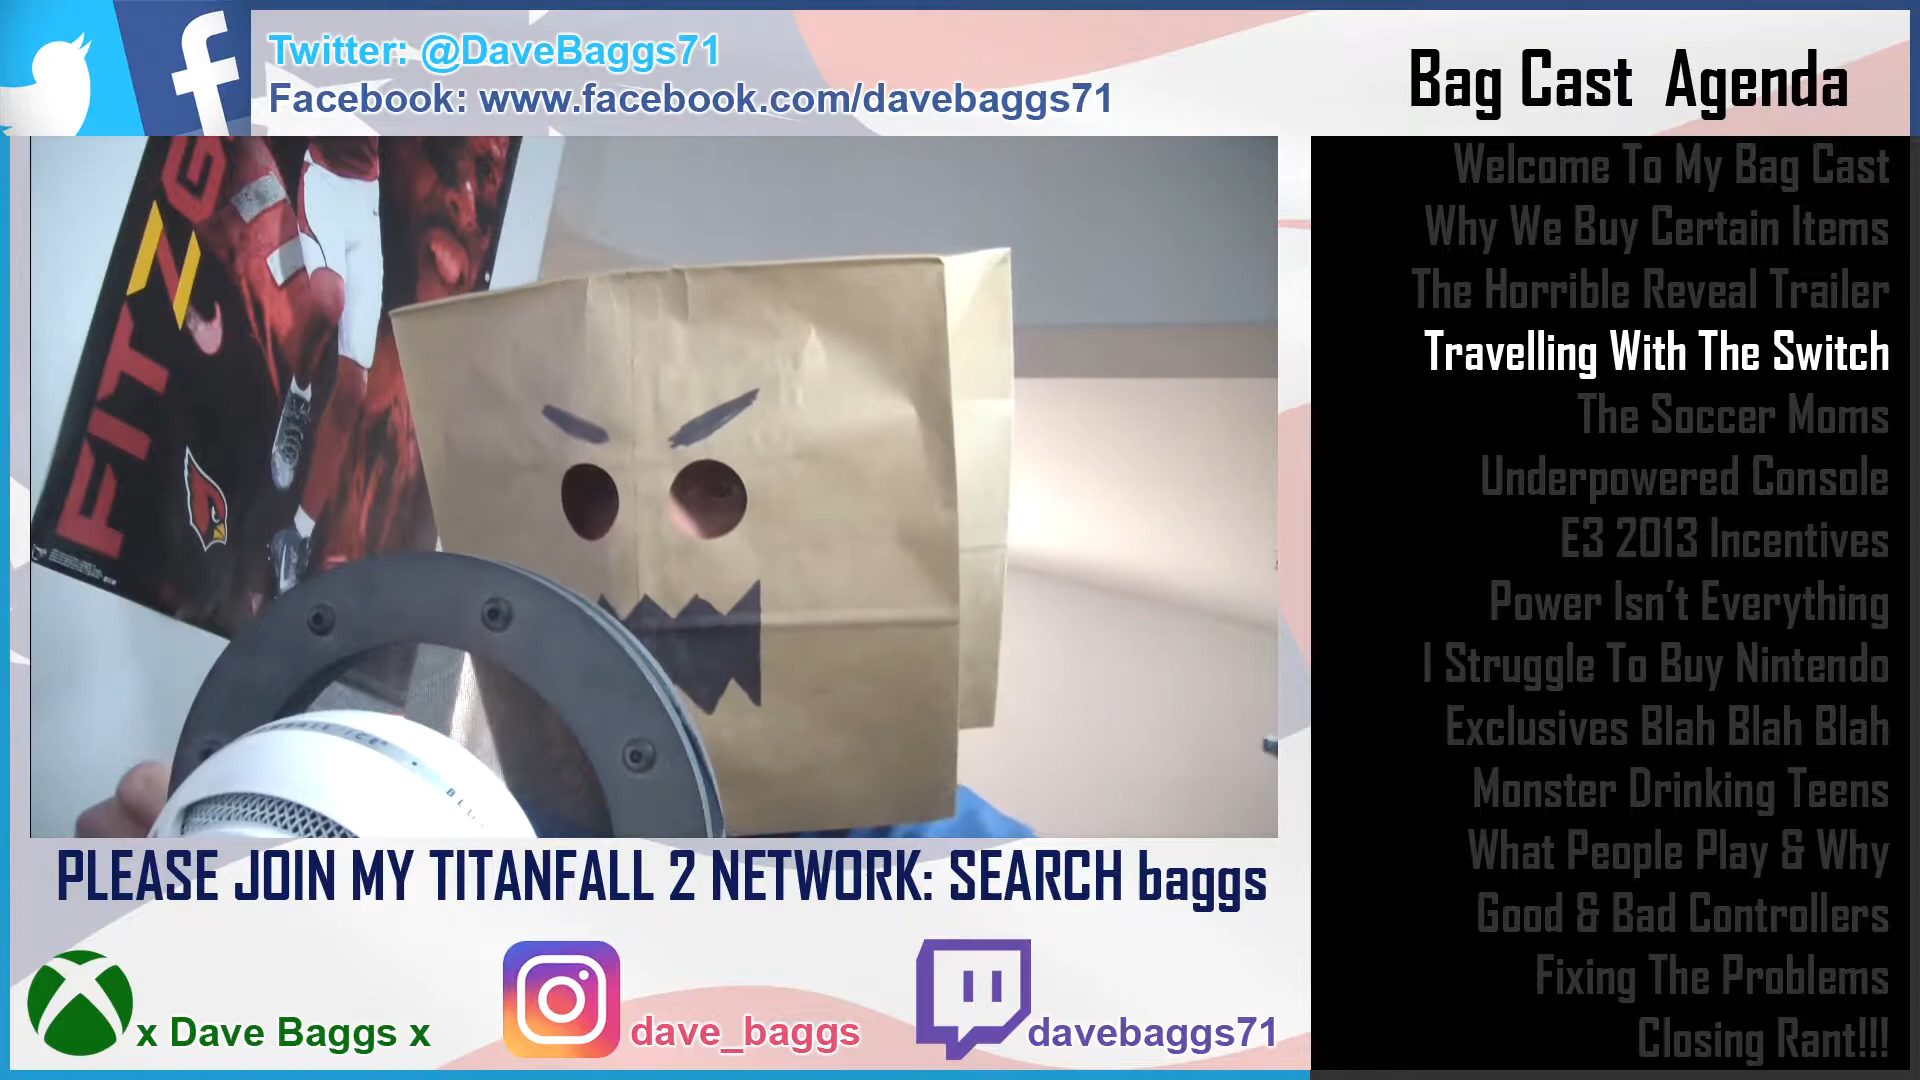 Twitter: @DaveBaggs71
Facebook: www.facebook.com/davebaggs71
Bag Cast Agenda
FITZG
Welcome To My Bag Cast
Why We Buy Certain Items
The Horrible Reveal Trailer
Travelling With The Switch
The Soccer Moms
Underpowered Console
E3 2013 Incentives
Power Isn't Everything
I Struggle To Buy Nintendo
Exclusives Blah Blah Blah
Monster Drinking Teens
What People Play & Why
Good & Bad Controllers
Fixing The Problems
Closing Rant!!!
PLEASE JOIN MY TITANFALL 2 NETWORK: SEARCH baggs
x Dave Baggs x
dave_baggs
davebaggs71